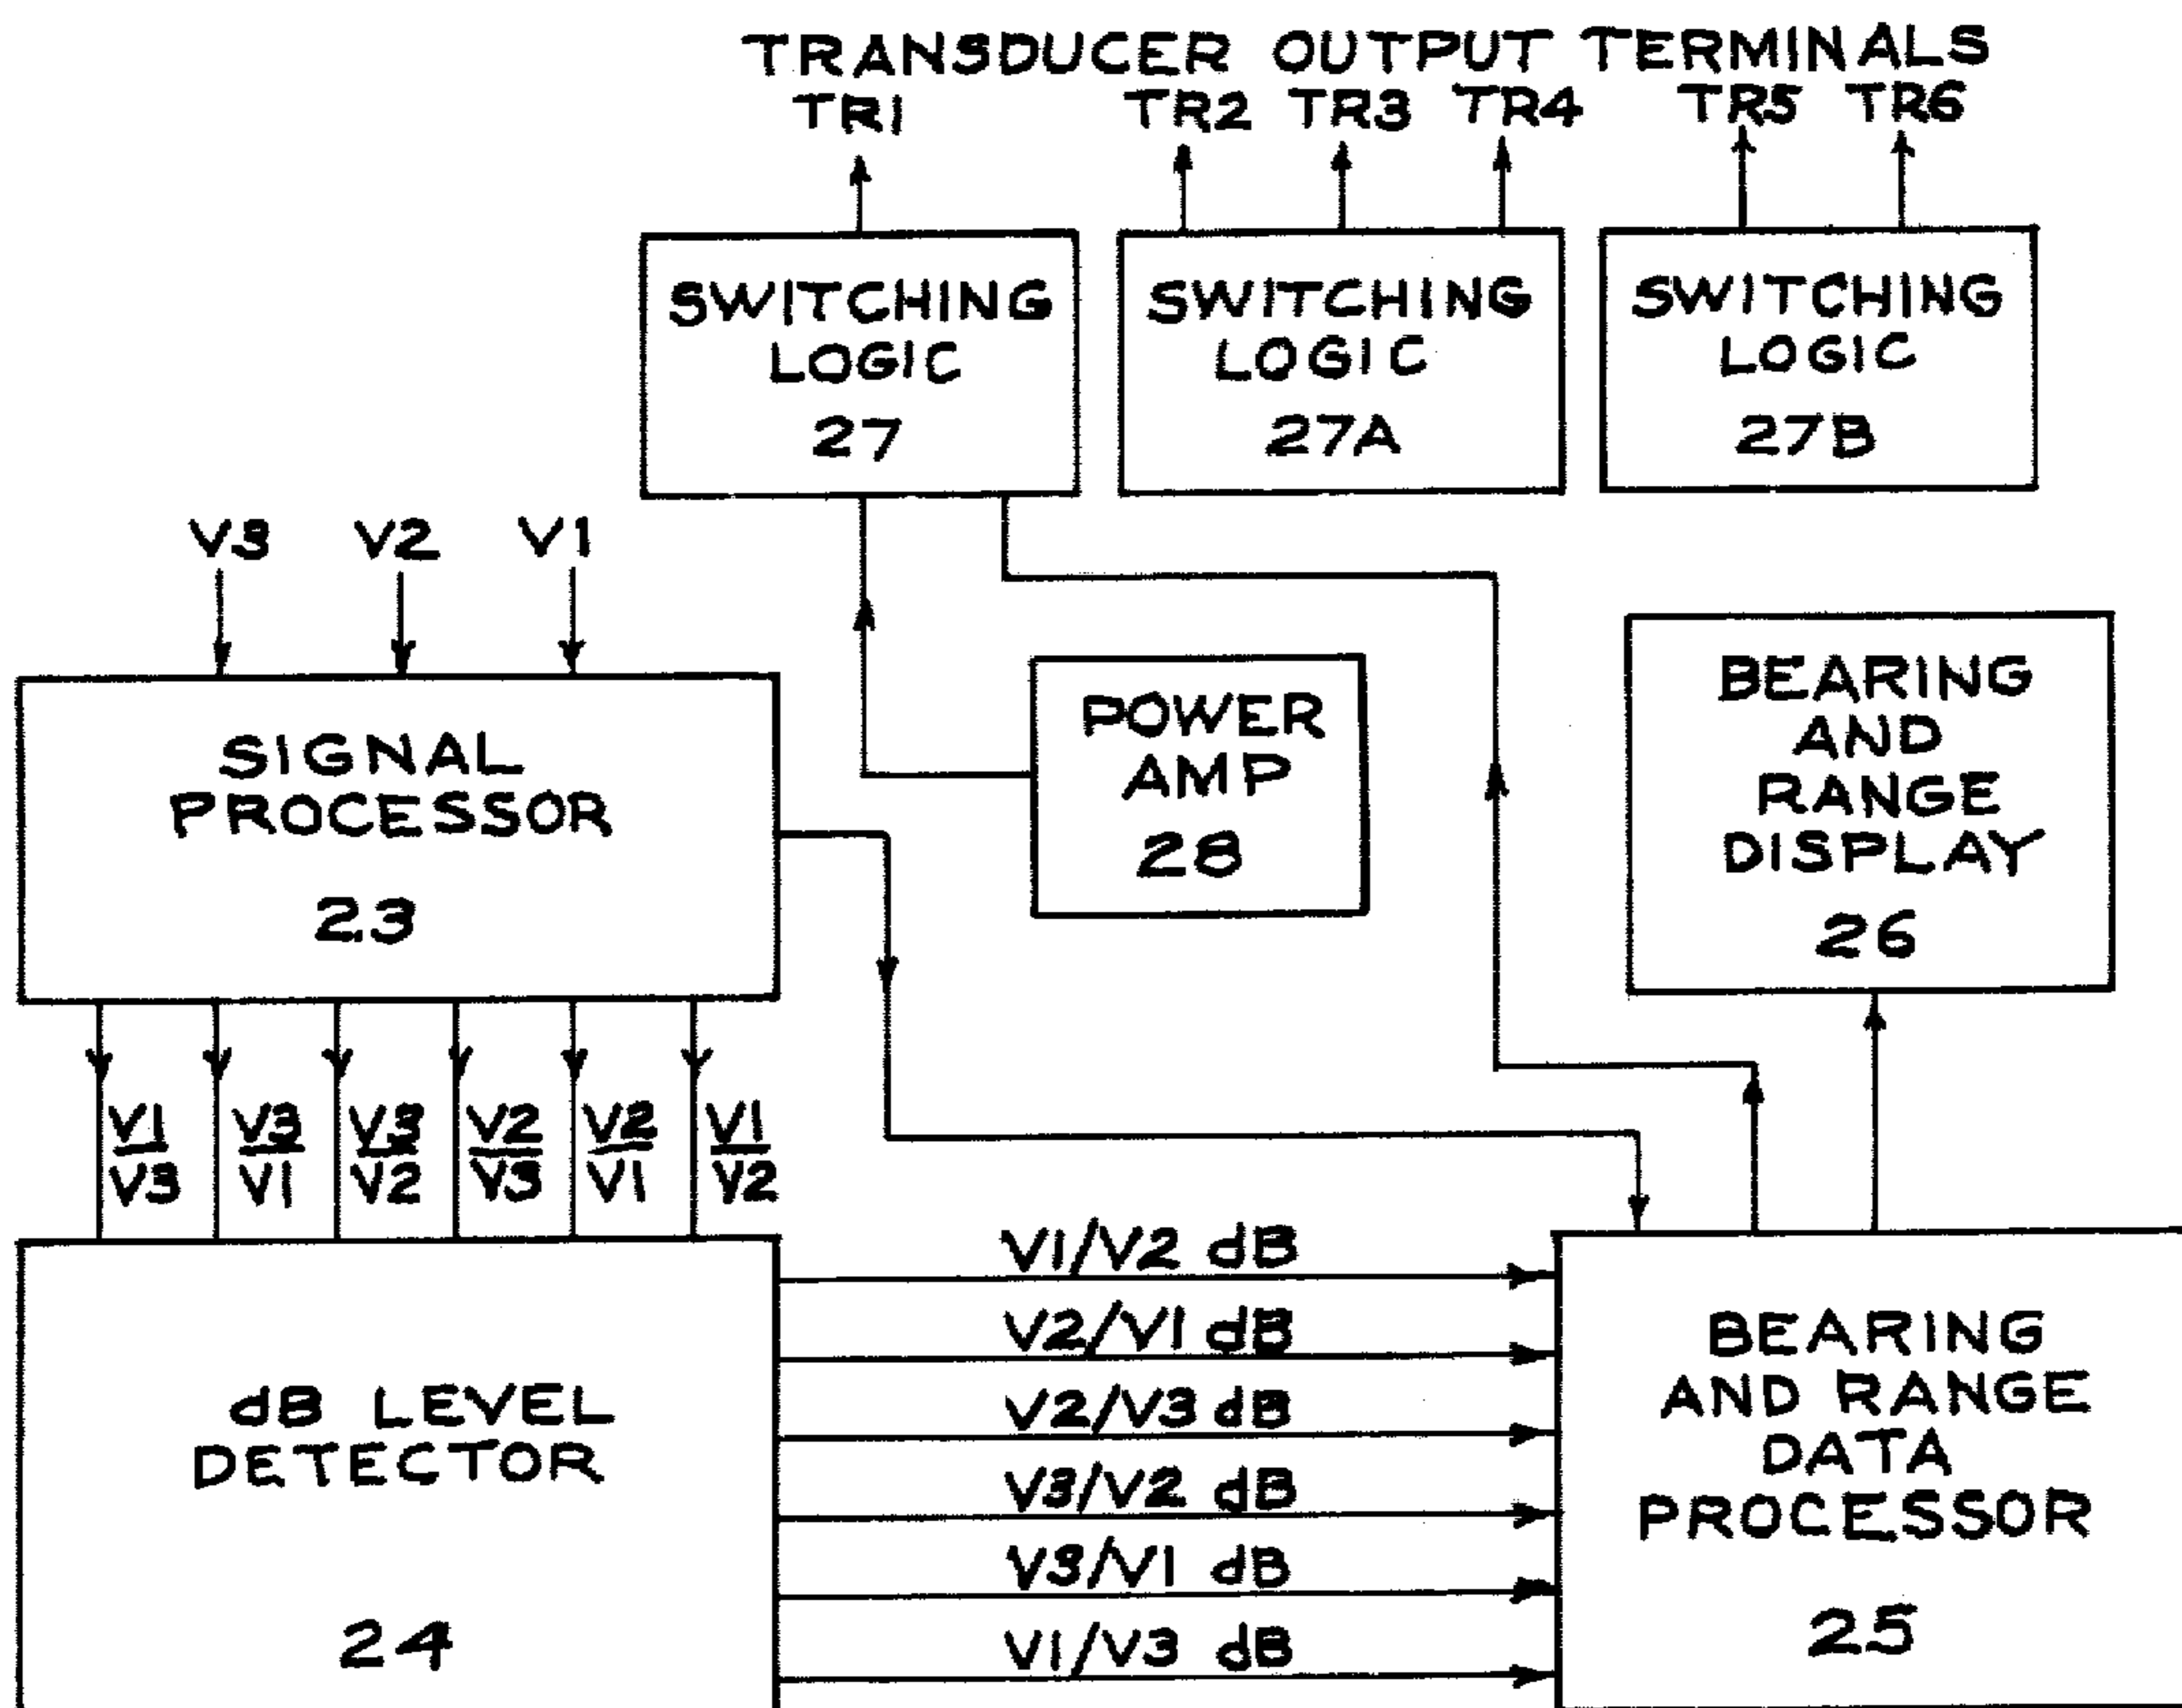 TRANSDUCER OUTPUT TERMINALS
TR1 TR2 TR3 TR4 TR5 TR6
SWITCHING
LOGIC
27
SWITCHING
LOGIC
27A
SWITCHING
LOGIC
27B
V3 V2 V1
SIGNAL
PROCESSOR
23
POWER
AMP
28
BEARING
AND
RANGE
DISPLAY
26
V1 V3 V3 V2 V2 V1
V3 V1 V2 V3 V1 V2
dB LEVEL
DETECTOR
24
V1/V2 dB
V2/V1 dB
V2/V3 dB
V3/V2 dB
V3/V1 dB
V1/V3 dB
BEARING
AND RANGE
DATA
PROCESSOR
25